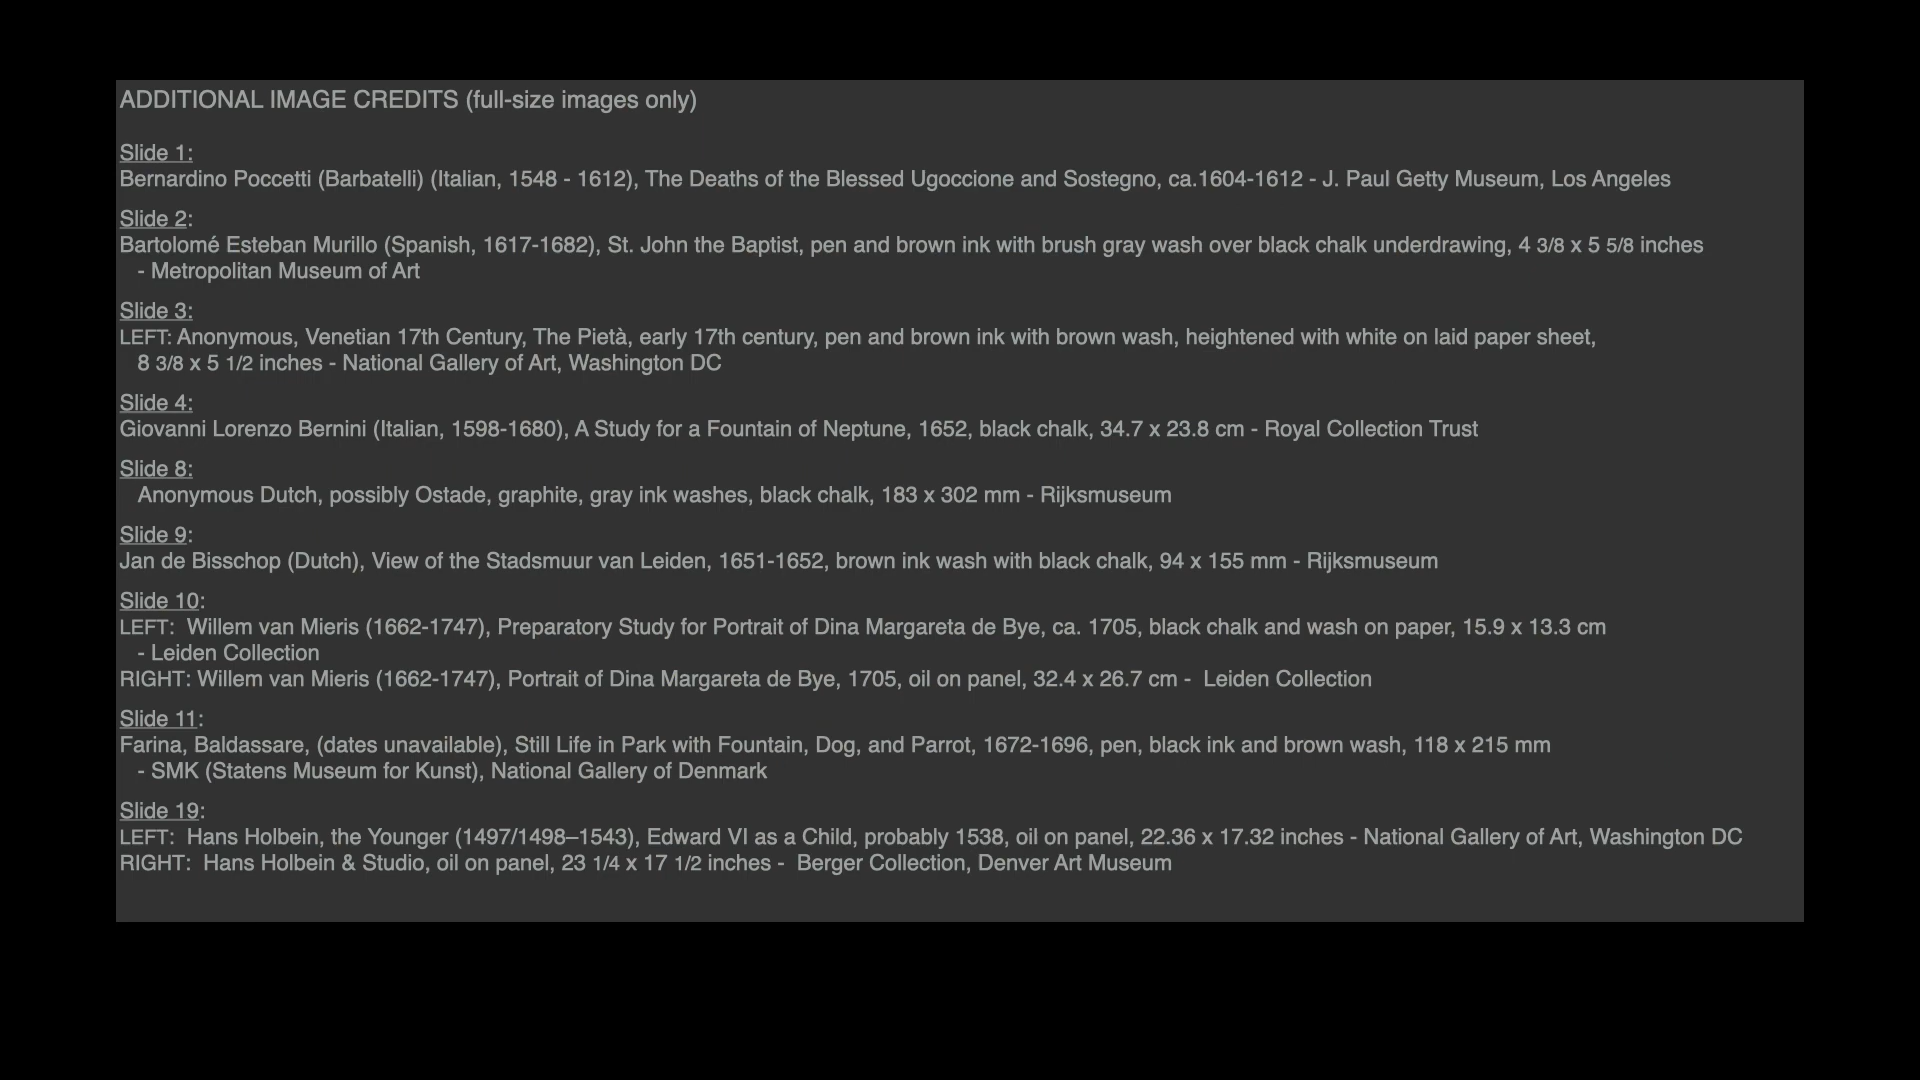 ADDITIONAL IMAGE CREDITS (full-size images only)
Slide 1:
Bernardino Poccetti (Barbatelli) (Italian, 1548 - 1612), The Deaths of the Blessed Ugoccione and Sostegno, ca.1604-1612 - J. Paul Getty Museum, Los Angeles
Slide 2:
Bartolomé Esteban Murillo (Spanish, 1617-1682), St. John the Baptist, pen and brown ink with brush gray wash over black chalk underdrawing, 4 3/8 x 5 5/8 inches
- Metropolitan Museum of Art
Slide 3:
LEFT: Anonymous, Venetian 17th Century, The Pietà, early 17th century, pen and brown ink with brown wash, heightened with white on laid paper sheet,
8 3/8 x 5 1/2 inches - National Gallery of Art, Washington DC
Slide 4:
Giovanni Lorenzo Bernini (Italian, 1598-1680), A Study for a Fountain of Neptune, 1652, black chalk, 34.7 x 23.8 cm - Royal Collection Trust
Slide 8:
Anonymous Dutch, possibly Ostade, graphite, gray ink washes, black chalk, 183 x 302 mm - Rijksmuseum
Slide 9:
Jan de Bisschop (Dutch), View of the Stadsmuur van Leiden, 1651-1652, brown ink wash with black chalk, 94 x 155 mm - Rijksmuseum
Slide 10:
LEFT: Willem van Mieris (1662-1747), Preparatory Study for Portrait of Dina Margareta de Bye, ca. 1705, black chalk and wash on paper, 15.9 x 13.3 cm
- Leiden Collection
RIGHT: Willem van Mieris (1662-1747), Portrait of Dina Margareta de Bye, 1705, oil on panel, 32.4 x 26.7 cm - Leiden Collection
Slide 11:
Farina, Baldassare, (dates unavailable), Still Life in Park with Fountain, Dog, and Parrot, 1672-1696, pen, black ink and brown wash, 118 x 215 mm
- SMK (Statens Museum for Kunst), National Gallery of Denmark
Slide 19:
LEFT: Hans Holbein, the Younger (1497/1498–1543), Edward VI as a Child, probably 1538, oil on panel, 22.36 x 17.32 inches - National Gallery of Art, Washington DC
RIGHT: Hans Holbein & Studio, oil on panel, 23 1/4 x 17 1/2 inches - Berger Collection, Denver Art Museum